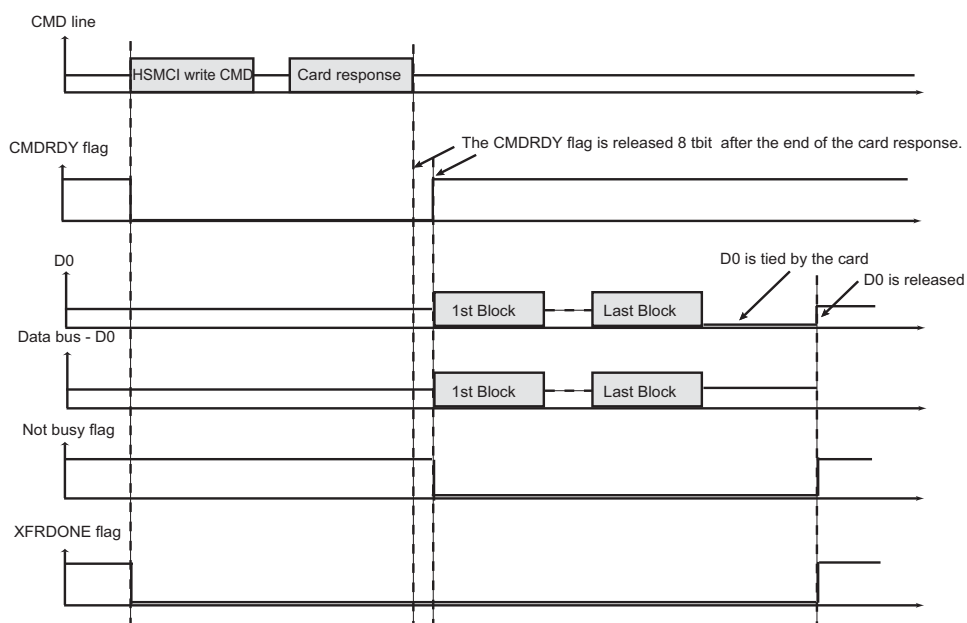 CMD line
HSMCI write CMD
Card response
CMDRDY flag
The CMDRDY flag is released 8 tbit after the end of the card response.
D0
D0 is tied by the card
D0 is released
1st Block
Last Block
Data bus - D0
1st Block
Last Block
Not busy flag
XFRDONE flag